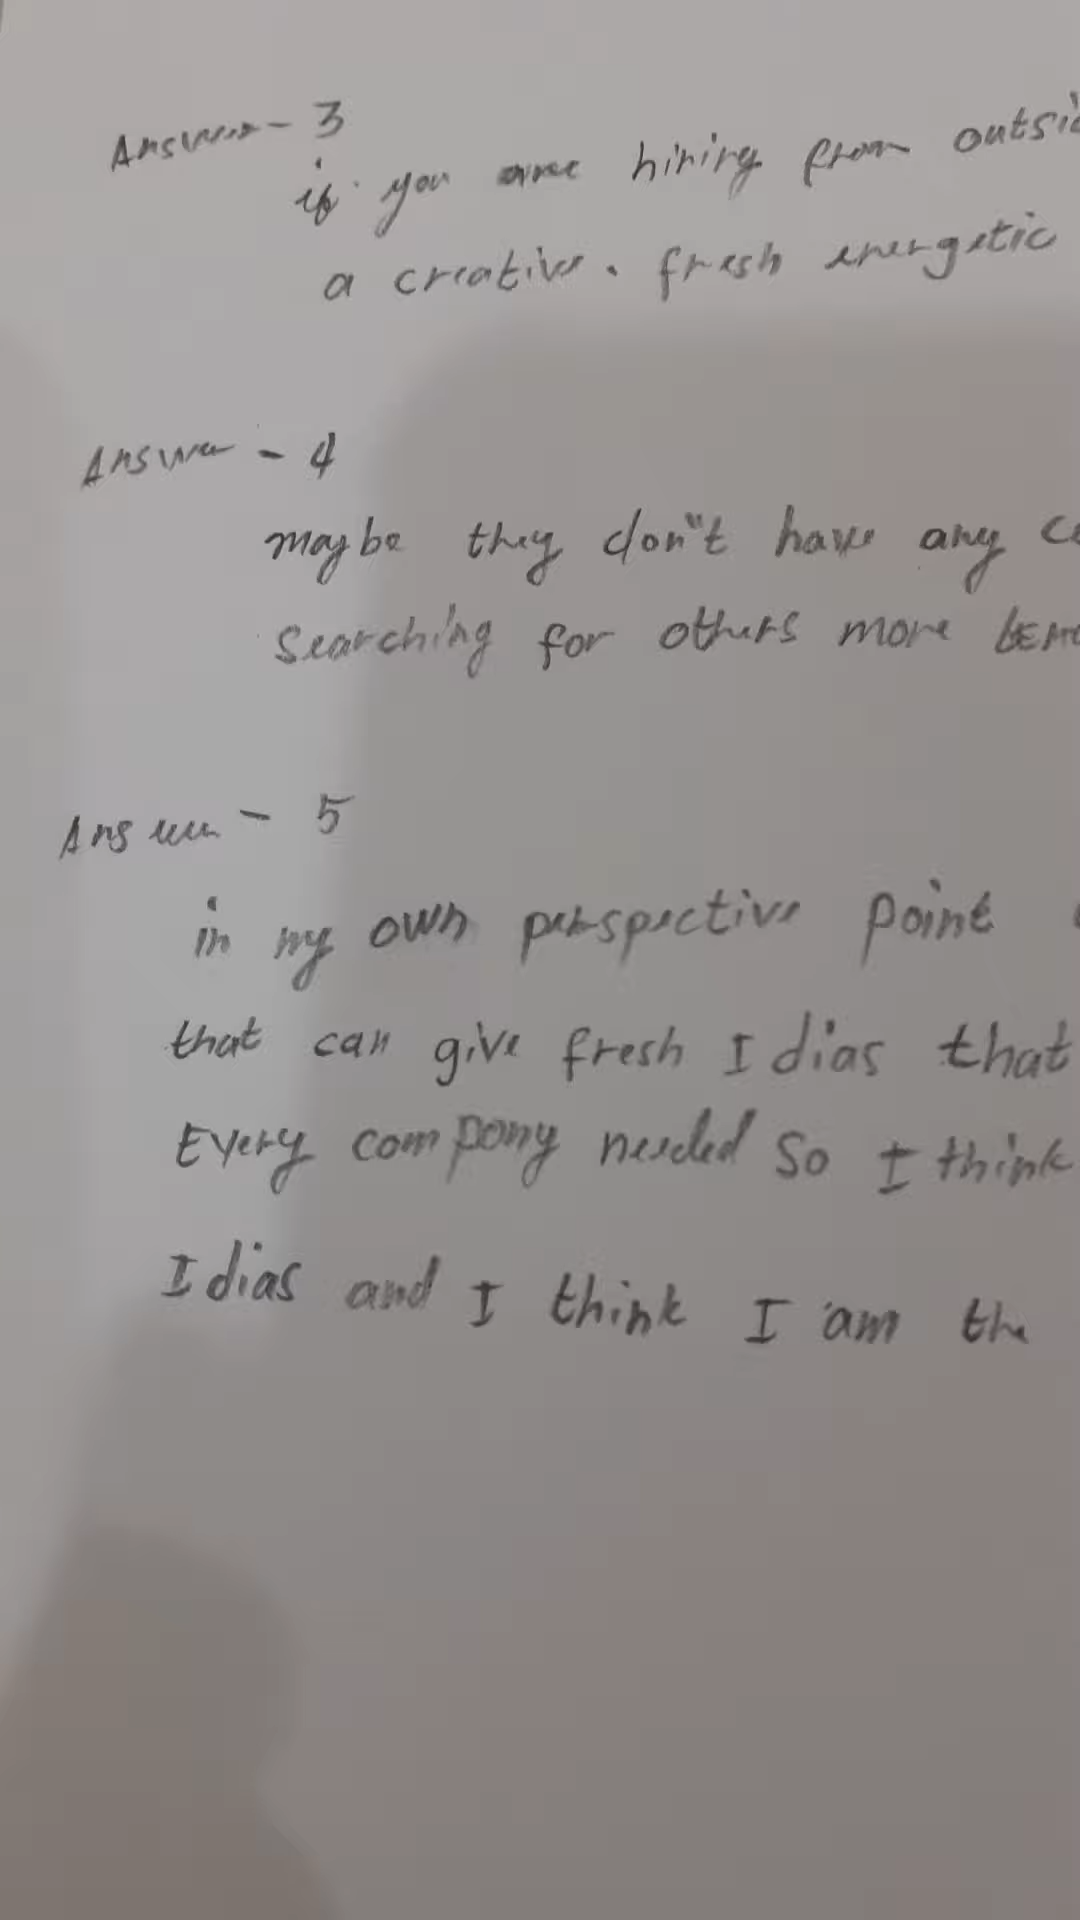 Answer - 3
if you are hiring from
a creative. fresh energetic
Answer - 4
maybe they don"t have any
Searching for others more
Answer - 5
in my own perspective point
that can give fresh Idias that
Every compony needed So I think
Idias and I think I am the